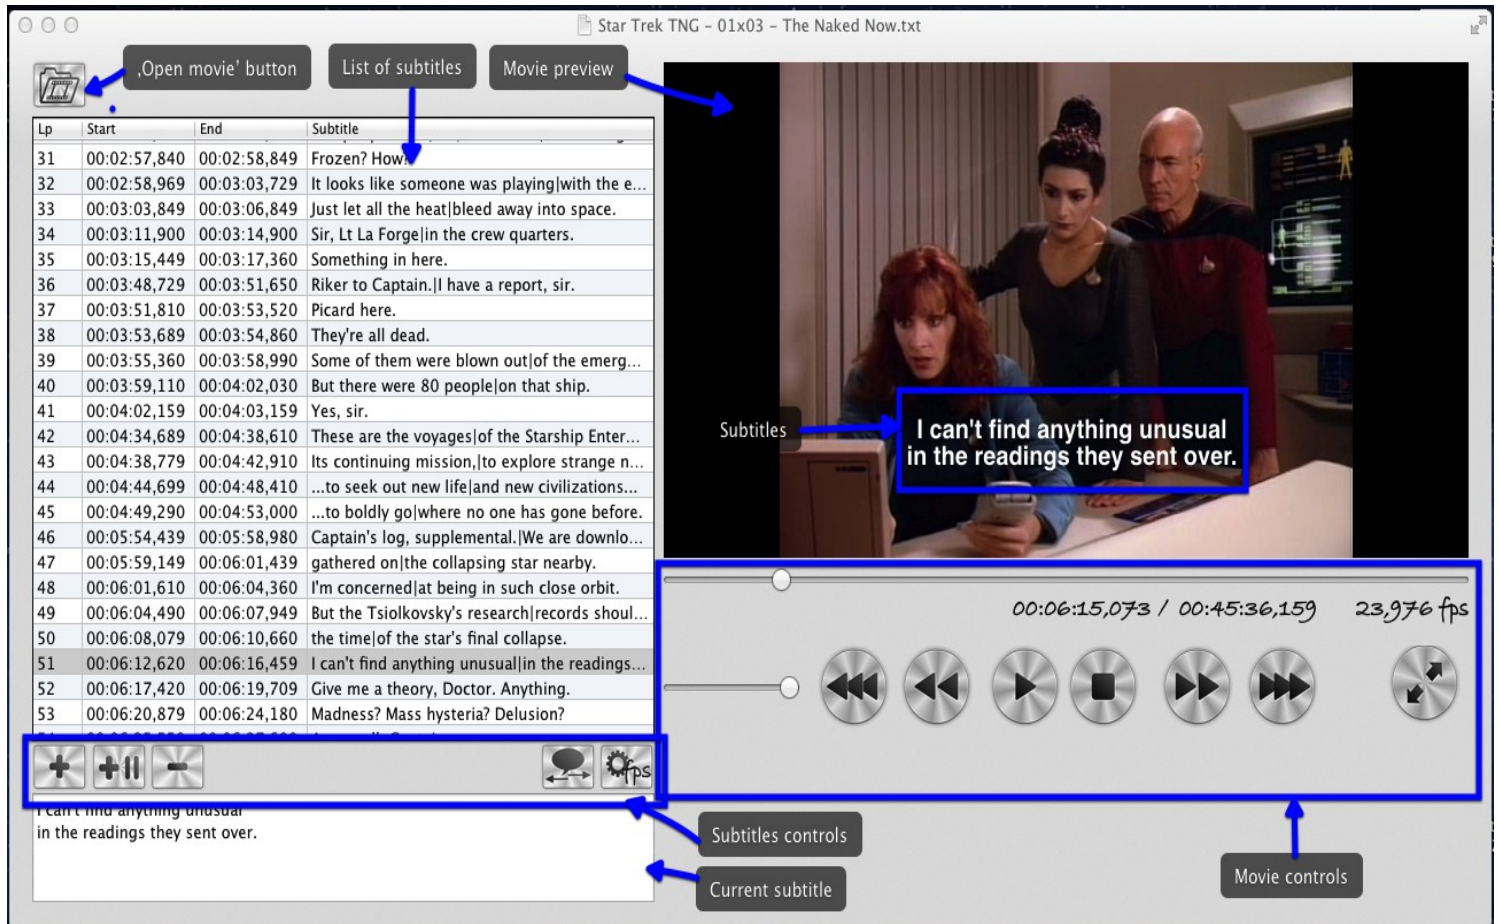 Star Trek TNG – 01x03 – The Naked Now.txt
‚Open movie’ button
List of subtitles
Movie preview
Lp Start End Subtitle
31 00:02:57,840 00:02:58,849 Frozen? How?
32 00:02:58,969 00:03:03,729 It looks like someone was playing|with the e...
33 00:03:03,849 00:03:06,849 Just let all the heat|bleed away into space.
34 00:03:11,900 00:03:14,900 Sir, Lt La Forge|in the crew quarters.
35 00:03:15,449 00:03:17,360 Something in here.
36 00:03:48,729 00:03:51,650 Riker to Captain.|I have a report, sir.
37 00:03:51,810 00:03:53,520 Picard here.
38 00:03:53,689 00:03:54,860 They're all dead.
39 00:03:55,360 00:03:58,990 Some of them were blown out|of the emerg...
40 00:03:59,110 00:04:02,030 But there were 80 people|on that ship.
41 00:04:02,159 00:04:03,159 Yes, sir.
42 00:04:34,689 00:04:38,610 These are the voyages|of the Starship Enter...
43 00:04:38,779 00:04:42,910 Its continuing mission,|to explore strange n...
44 00:04:44,699 00:04:48,410 ...to seek out new life|and new civilizations...
45 00:04:49,290 00:04:53,000 ...to boldly go|where no one has gone before.
46 00:05:54,439 00:05:58,980 Captain's log, supplemental.|We are downlo...
47 00:05:59,149 00:06:01,439 gathered on|the collapsing star nearby.
48 00:06:01,610 00:06:04,360 I'm concerned|at being in such close orbit.
49 00:06:04,490 00:06:07,949 But the Tsiolkovsky's research|records shoul...
50 00:06:08,079 00:06:10,660 the time|of the star's final collapse.
51 00:06:12,620 00:06:16,459 I can't find anything unusual|in the readings...
52 00:06:17,420 00:06:19,709 Give me a theory, Doctor. Anything.
53 00:06:20,879 00:06:24,180 Madness? Mass hysteria? Delusion?
fps
I can't find anything unusual
in the readings they sent over.
Subtitles
I can't find anything unusual
in the readings they sent over.
00:06:15,073 / 00:45:36,159 23,976 fps
Subtitles controls
Current subtitle
Movie controls